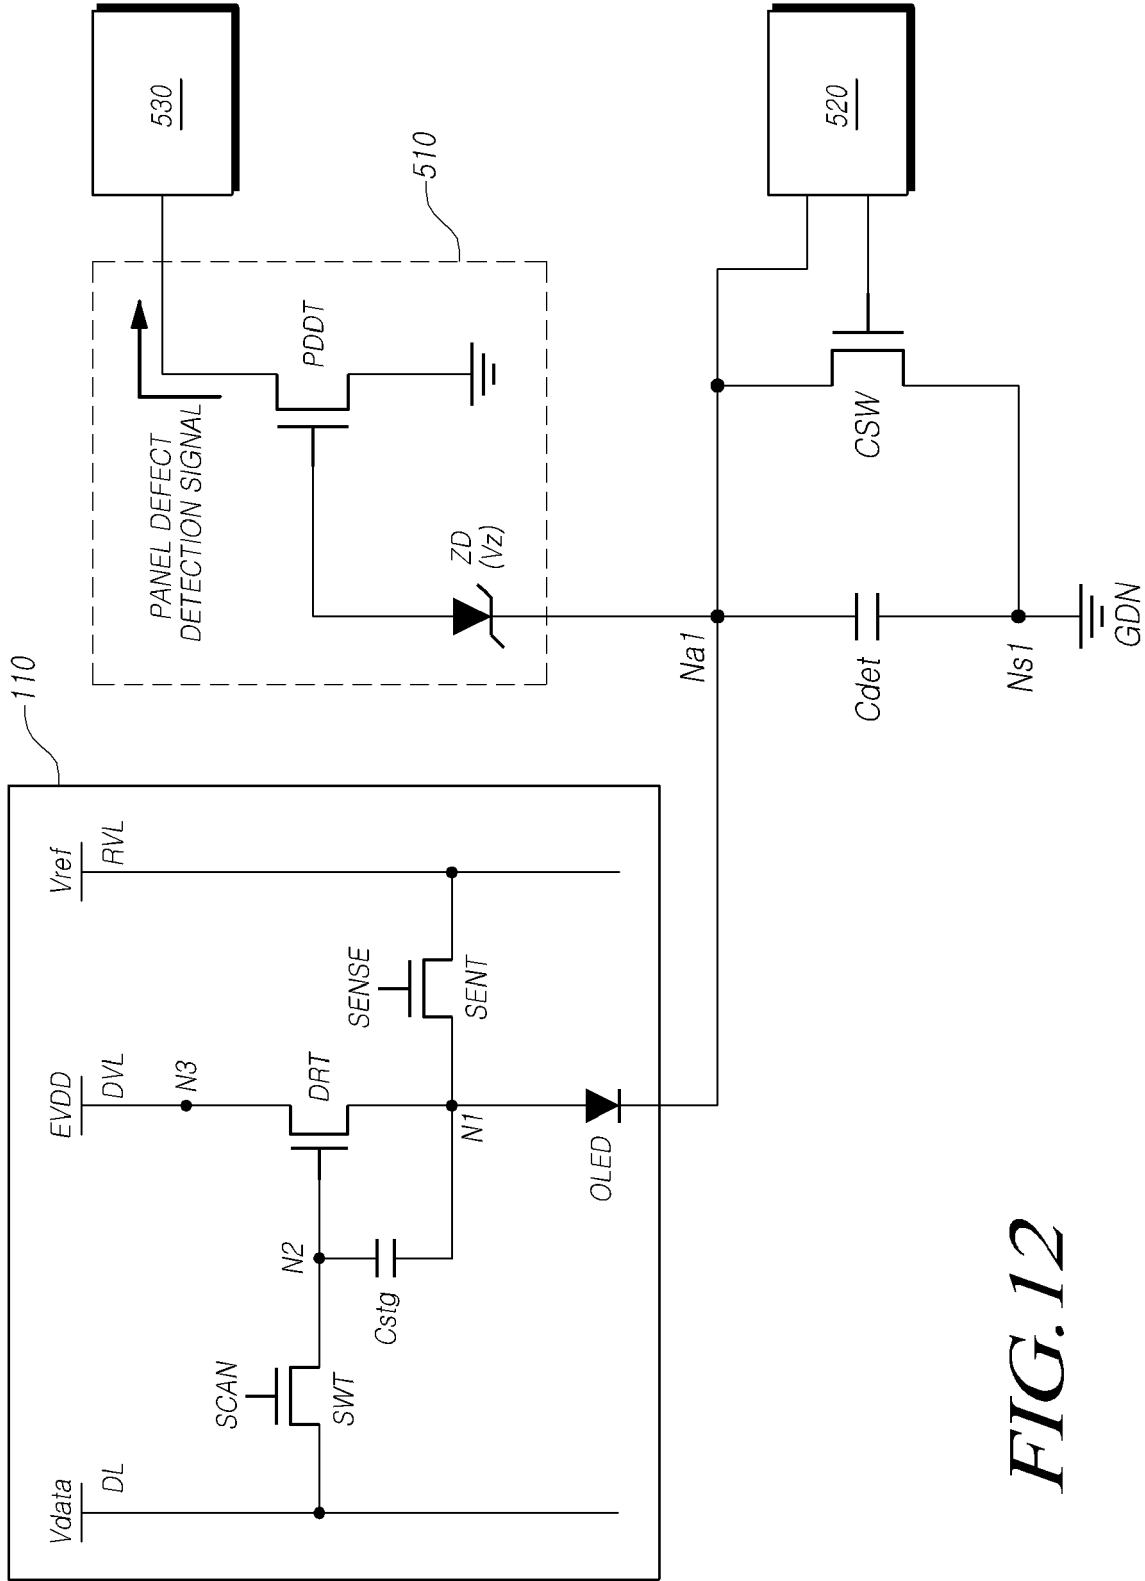 110
Vdata
DL
EVDD
DVL
Vref
RVL
N3
SCAN
SWT
N2
Cstg
DRT
SENSE
SENT
N1
OLED
PANEL DEFECT
DETECTION SIGNAL
530
PDDT
510
ZD
(Vz)
Na1
Cdet
Ns1
GDN
CSW
520
FIG.12